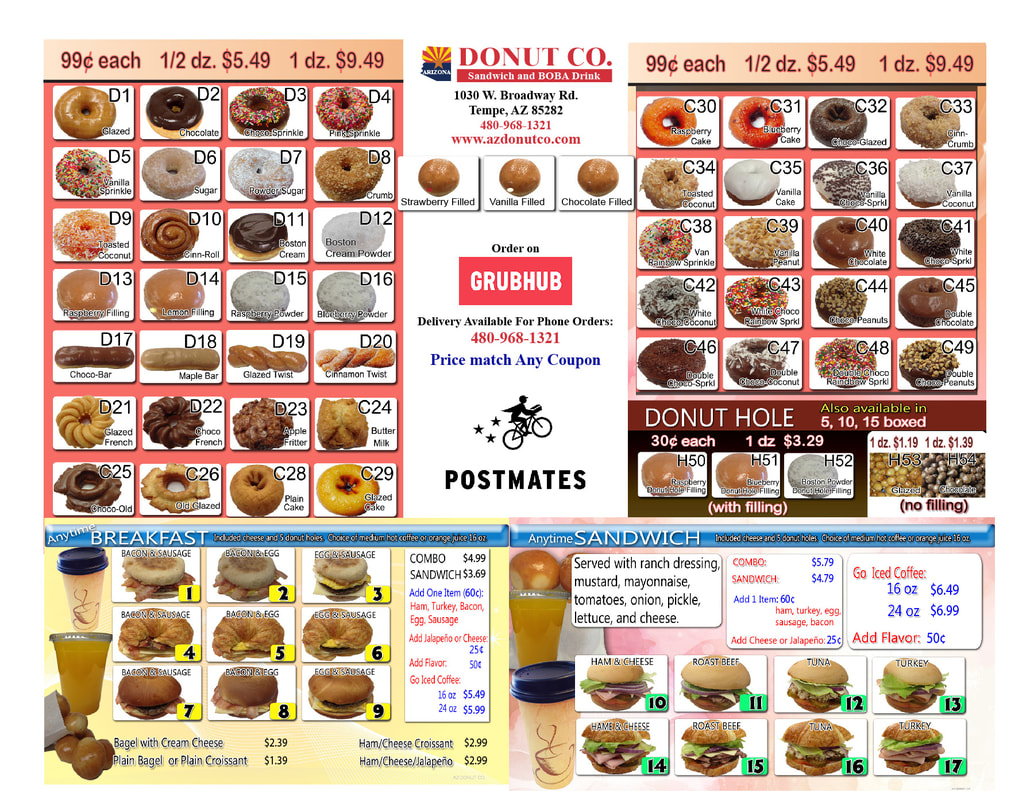 99¢ each 1/2 dz. $5.49 1 dz. $9.49
D1
Glazed
D2
Chocolate
D3
Choco-Sprinkle
D4
Pink-Sprinkle
D5
Vanilla
Sprinkle
D6
Sugar
D7
Powder Sugar
D8
Crumb
D9
Toasted
Coconut
D10
Cinn-Roll
D11
Boston
Cream
D12
Boston
Cream Powder
D13
Raspberry Filling
D14
Lemon Filling
D15
Raspberry Powder
D16
Blueberry Powder
D17
Choco-Bar
D18
Maple Bar
D19
Glazed Twist
D20
Cinnamon Twist
D21
Glazed
French
D22
Choco
French
D23
Apple
Fritter
C24
Butter
Milk
C25
Choco-Old
C26
Old-Glazed
C28
Plain
Cake
C29
Glazed
Cake
ARIZONA
DONUT CO.
Sandwich and BOBA Drink
1030 W. Broadway Rd.
Tempe, AZ 85282
480-968-1321
www.azdonutco.com
Strawberry Filled
Vanilla Filled
Chocolate Filled
Order on
GRUBHUB
Delivery Available For Phone Orders:
480-968-1321
Price match Any Coupon
POSTMATES
99¢ each 1/2 dz. $5.49 1 dz. $9.49
C30
Raspberry
Cake
C31
Blueberry
Cake
C32
Choco-Glazed
C33
Cinn-
Crumb
C34
Toasted
Coconut
C35
Vanilla
Cake
C36
Vanilla
Choco-Sprkl
C37
Vanilla
Coconut
C38
Van
Rainbow Sprinkle
C39
Vanilla
Peanut
C40
White
Chocolate
C41
White
Choco-Sprkl
C42
White
Choco-Coconut
C43
White Choco
Rainbow Sprkl
C44
Choco-Peanuts
C45
Double
Chocolate
C46
Double
Choco-Sprkl
C47
Double
Choco-Coconut
C48
Double Choco
Rainbow Sprkl
C49
Double
Choco-Peanuts
DONUT HOLE
Also available in
5, 10, 15 boxed
30¢ each 1 dz $3.29
H50
Raspberry
Donut Hole Filling
H51
Blueberry
Donut Hole Filling
H52
Boston Powder
Donut Hole Filling
(with filling)
1 dz. $1.19 1 dz. $1.39
H53
Glazed
H54
Chocolate
(no filling)
Anytime BREAKFAST Included cheese and 5 donut holes Choice of medium hot coffee or orange juice 16 oz.
BACON & SAUSAGE
1
BACON & EGG
2
EGG & SAUSAGE
3
BACON & SAUSAGE
4
BACON & EGG
5
EGG & SAUSAGE
6
BACON & SAUSAGE
7
BACON & EGG
8
EGG & SAUSAGE
9
COMBO $4.99
SANDWICH $3.69
Add One Item (60c):
Ham, Turkey, Bacon,
Egg, Sausage
Add Jalapeño or Cheese:
25¢
Add Flavor: 50¢
Go Iced Coffee:
16 oz $5.49
24 oz $5.99
Bagel with Cream Cheese $2.39
Plain Bagel or Plain Croissant $1.39
Ham/Cheese Croissant $2.99
Ham/Cheese/Jalapeño $2.99
AZ DONUT CO.
Anytime SANDWICH Included cheese and 5 donut holes Choice of medium hot coffee or orange juice 16 oz.
Served with ranch dressing,
mustard, mayonnaise,
tomatoes, onion, pickle,
lettuce, and cheese.
COMBO: $5.79
SANDWICH: $4.79
Add 1 Item: 60c
ham, turkey, egg,
sausage, bacon
Add Cheese or Jalapeño: 25¢
Go Iced Coffee:
16 oz $6.49
24 oz $6.99
Add Flavor: 50¢
HAM & CHEESE
10
ROAST BEEF
11
TUNA
12
TURKEY
13
HAM & CHEESE
14
ROAST BEEF
15
TUNA
16
TURKEY
17